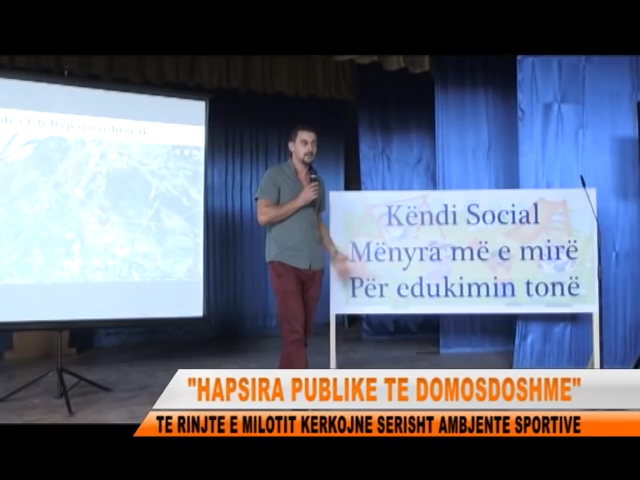 Këndi Social
Mënyra më e mirë
Për edukimin tonë
"HAPSIRA PUBLIKE TE DOMOSDOSHME"
TE RINJTE E MILOTIT KERKOJNE SERISHT AMBJENTE SPORTIVE